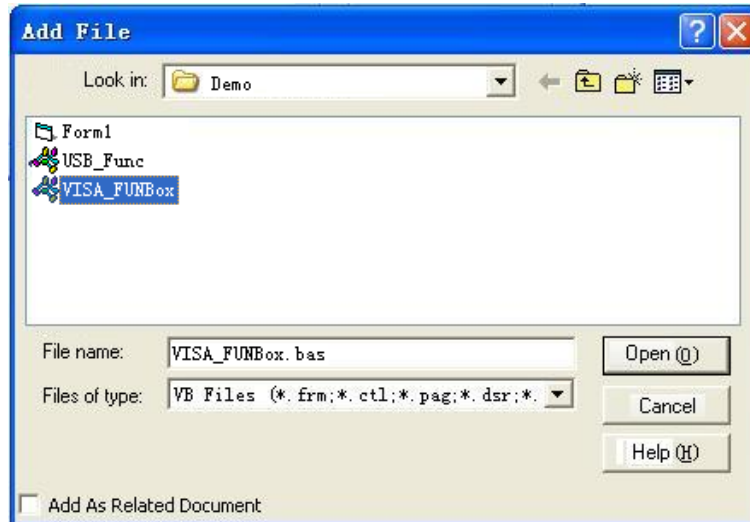 Add File
Look in: Demo
Form1
USB_Func
VISA_FUNBox
File name: VISA_FUNBox.bas Open (O)
Files of type: VB Files (*.frm;*.ctl;*.pag;*.dsr;*. Cancel
Help (H)
Add As Related Document